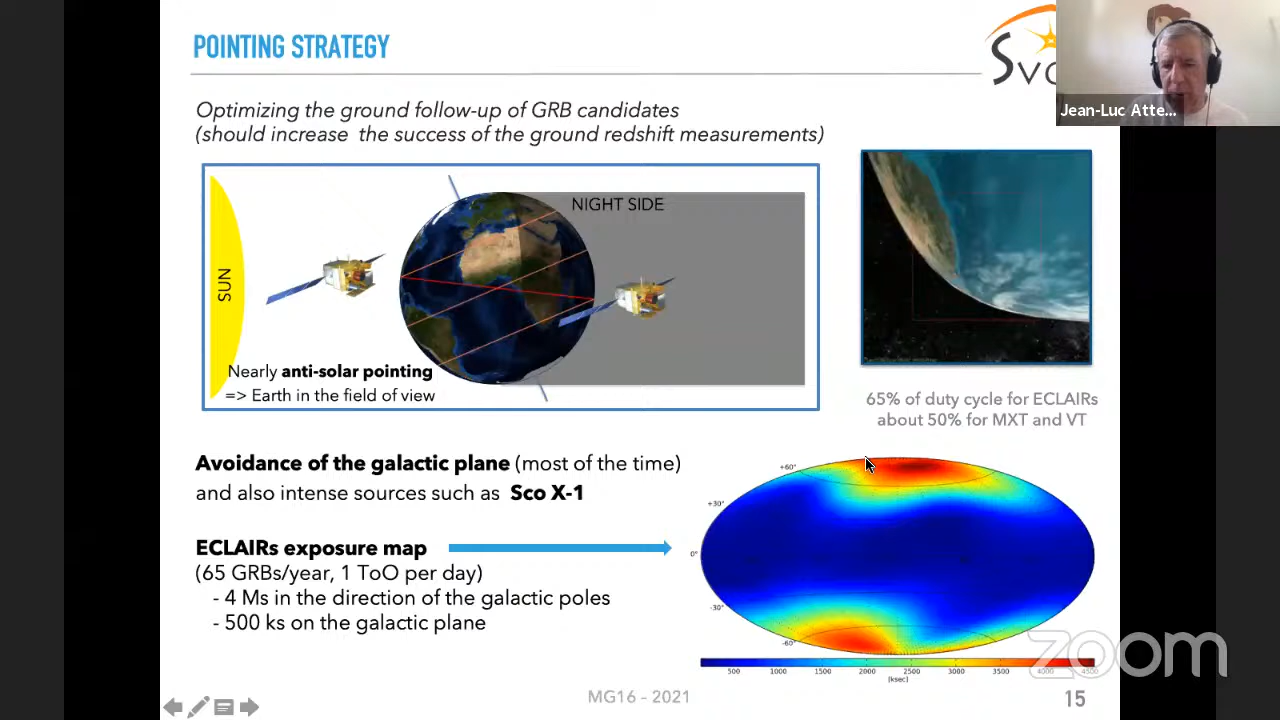 POINTING STRATEGY
Svo
Jean-Luc Atte...
Optimizing the ground follow-up of GRB candidates
(should increase the success of the ground redshift measurements)
NIGHT SIDE
SUN
Nearly anti-solar pointing
=> Earth in the field of view
65% of duty cycle for ECLAIRs
about 50% for MXT and VT
Avoidance of the galactic plane (most of the time)
and also intense sources such as Sco X-1
ECLAIRs exposure map
(65 GRBs/year, 1 ToO per day)
- 4 Ms in the direction of the galactic poles
- 500 ks on the galactic plane
+60°
+30°
0°
-30°
-60°
500 1000 1500 2000 2500 3000 3500 4000 4500
[ksec]
zoom
MG16 – 2021
15